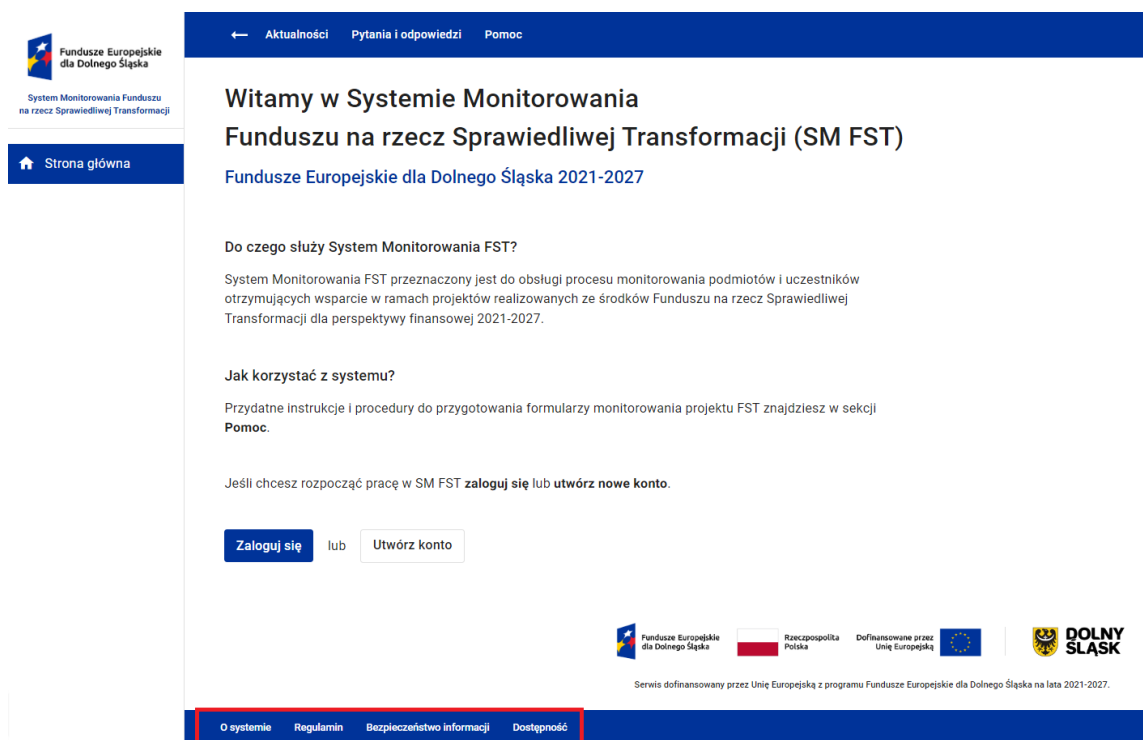 Fundusze Europejskie
dla Dolnego Śląska
System Monitorowania Funduszu
na rzecz Sprawiedliwej Transformacji
Strona główna
Aktualności Pytania i odpowiedzi Pomoc
Witamy w Systemie Monitorowania
Funduszu na rzecz Sprawiedliwej Transformacji (SM FST)
Fundusze Europejskie dla Dolnego Śląska 2021-2027
Do czego służy System Monitorowania FST?
System Monitorowania FST przeznaczony jest do obsługi procesu monitorowania podmiotów i uczestników
otrzymujących wsparcie w ramach projektów realizowanych ze środków Funduszu na rzecz Sprawiedliwej
Transformacji dla perspektywy finansowej 2021-2027.
Jak korzystać z systemu?
Przydatne instrukcje i procedury do przygotowania formularzy monitorowania projektu FST znajdziesz w sekcji
Pomoc.
Jeśli chcesz rozpocząć pracę w SM FST zaloguj się lub utwórz nowe konto.
Zaloguj się lub Utwórz konto
Fundusze Europejskie
dla Dolnego Śląska
Rzeczpospolita
Polska
Dofinansowane przez
Unię Europejską
DOLNY
ŚLĄSK
Serwis dofinansowany przez Unię Europejską z programu Fundusze Europejskie dla Dolnego Śląska na lata 2021-2027.
O systemie Regulamin Bezpieczeństwo informacji Dostępność